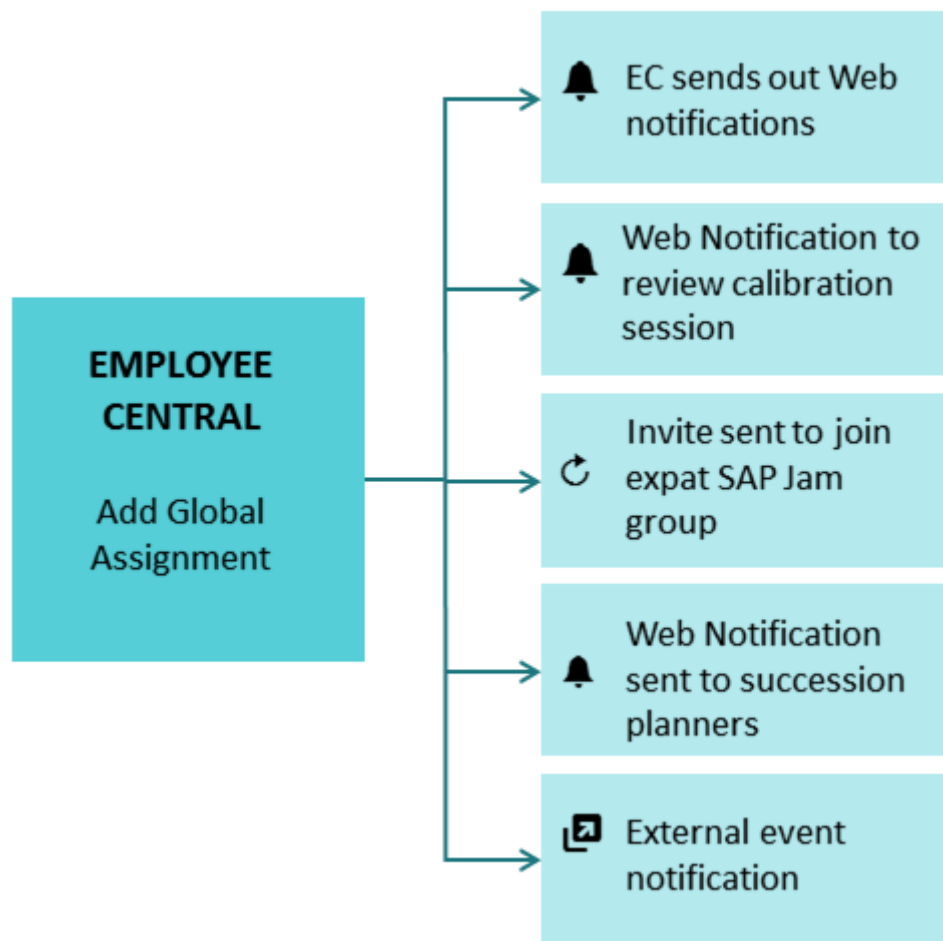 EMPLOYEE
CENTRAL
Add Global
Assignment
EC sends out Web
notifications
Web Notification to
review calibration
session
Invite sent to join
expat SAP Jam
group
Web Notification
sent to succession
planners
External event
notification